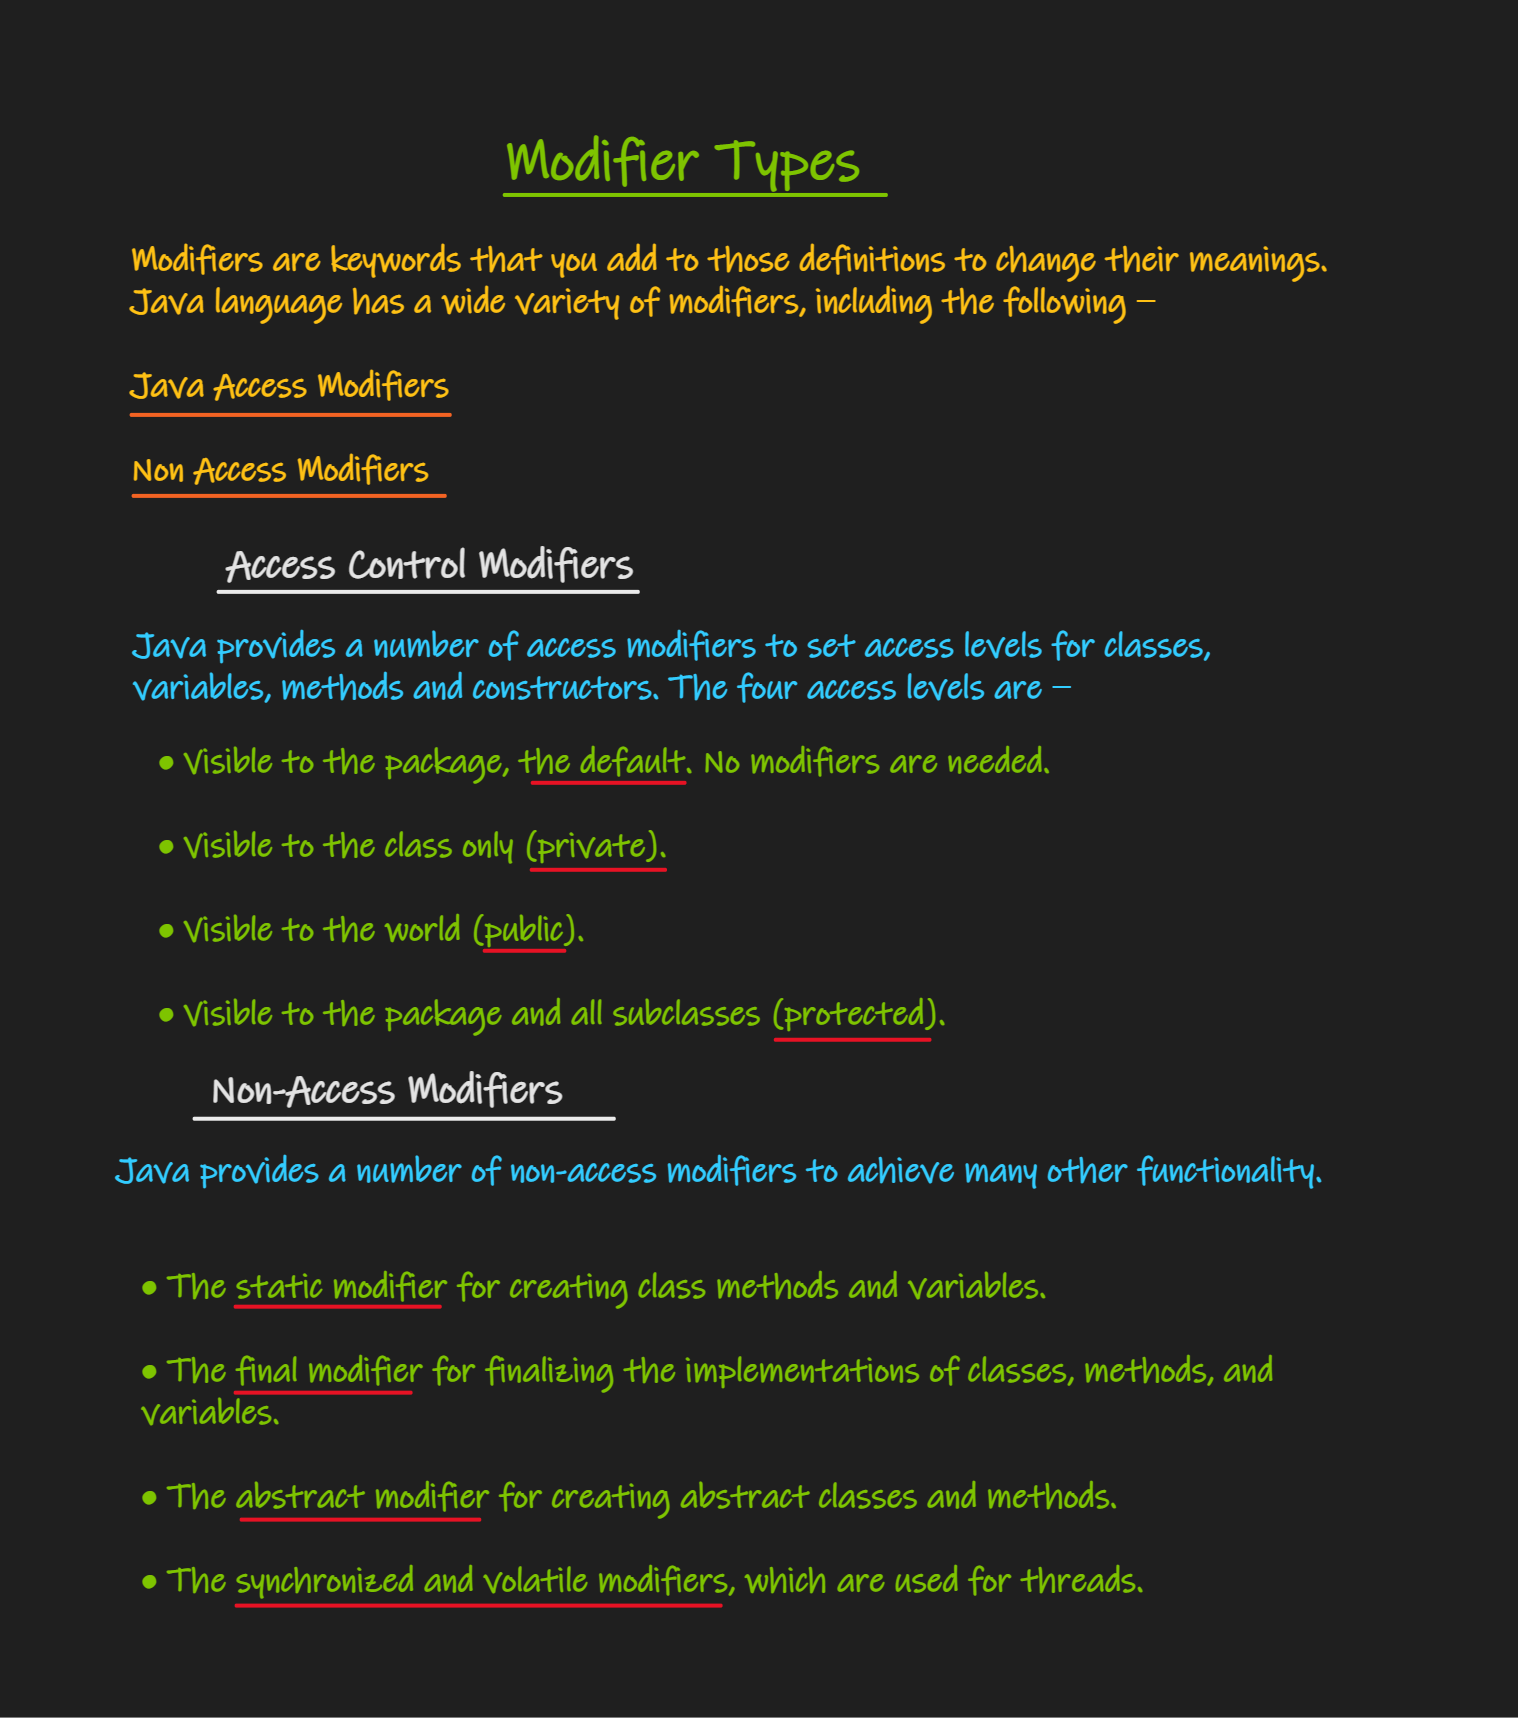 Modifier Types
Modifiers are keywords that you add to those definitions to change their meanings.
Java language has a wide variety of modifiers, including the following –
Java Access Modifiers
Non Access Modifiers
Access Control Modifiers
Java provides a number of access modifiers to set access levels for classes,
variables, methods and constructors. The four access levels are –
• Visible to the package, the default. No modifiers are needed.
• Visible to the class only (private).
• Visible to the world (public).
• Visible to the package and all subclasses (protected).
Non-Access Modifiers
Java provides a number of non-access modifiers to achieve many other functionality.
• The static modifier for creating class methods and variables.
• The final modifier for finalizing the implementations of classes, methods, and
variables.
• The abstract modifier for creating abstract classes and methods.
• The synchronized and volatile modifiers, which are used for threads.